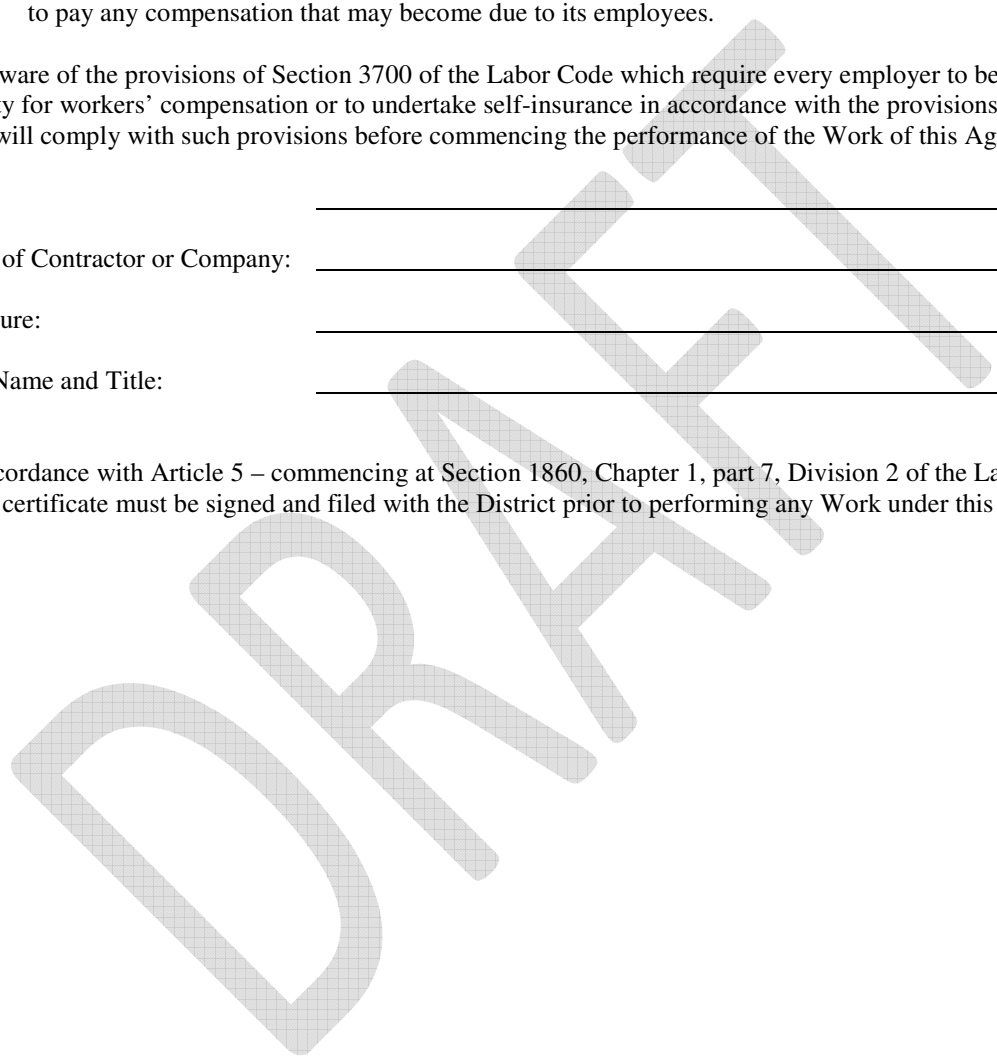 to pay any compensation that may become due to its employees.
ware of the provisions of Section 3700 of the Labor Code which require every employer to be
ty for workers’ compensation or to undertake self-insurance in accordance with the provisions
will comply with such provisions before commencing the performance of the Work of this Ag
of Contractor or Company:
ure:
Name and Title:
cordance with Article 5 – commencing at Section 1860, Chapter 1, part 7, Division 2 of the La
certificate must be signed and filed with the District prior to performing any Work under this
DRAFT